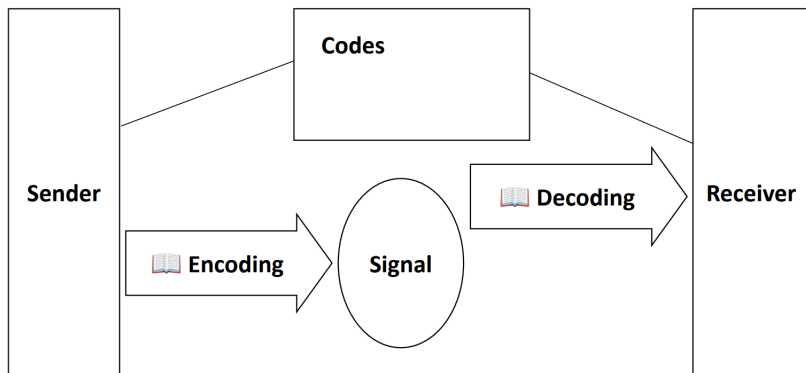 Codes
Sender
📖 Decoding
Receiver
📖 Encoding
Signal